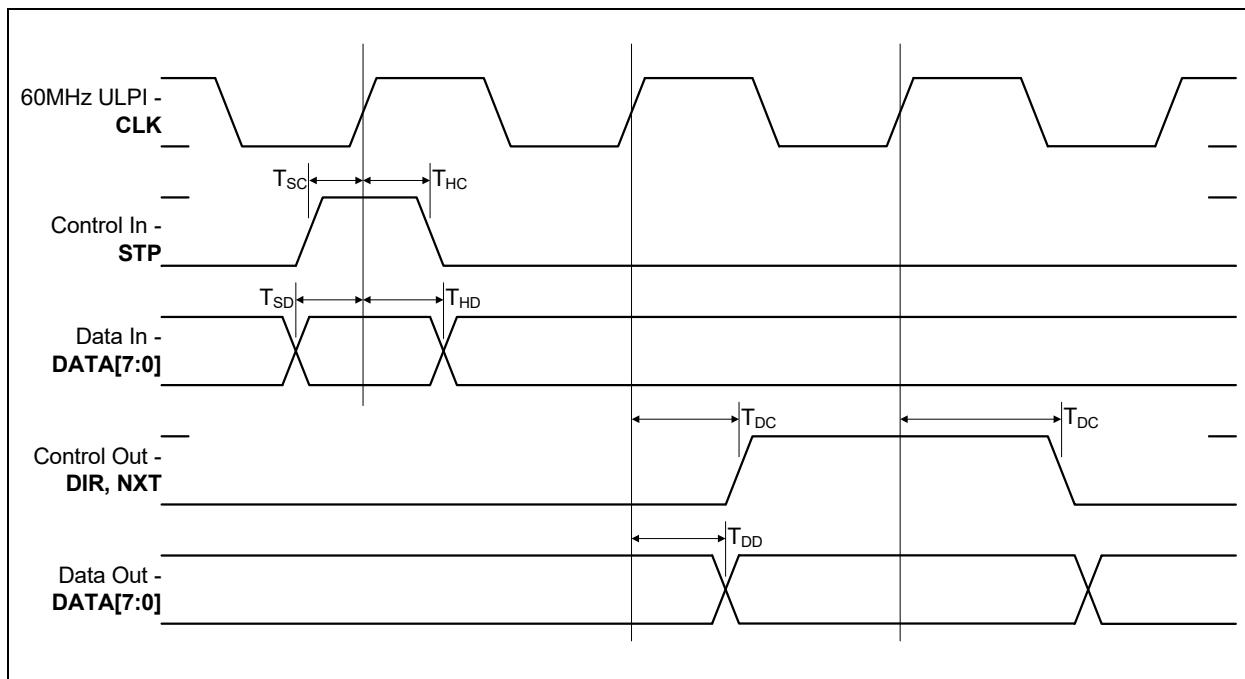 60MHz ULPI -
CLK
T_SC T_HC
Control In -
STP
T_SD T_HD
Data In -
DATA[7:0]
T_DC T_DC
Control Out -
DIR, NXT
T_DD
Data Out -
DATA[7:0]